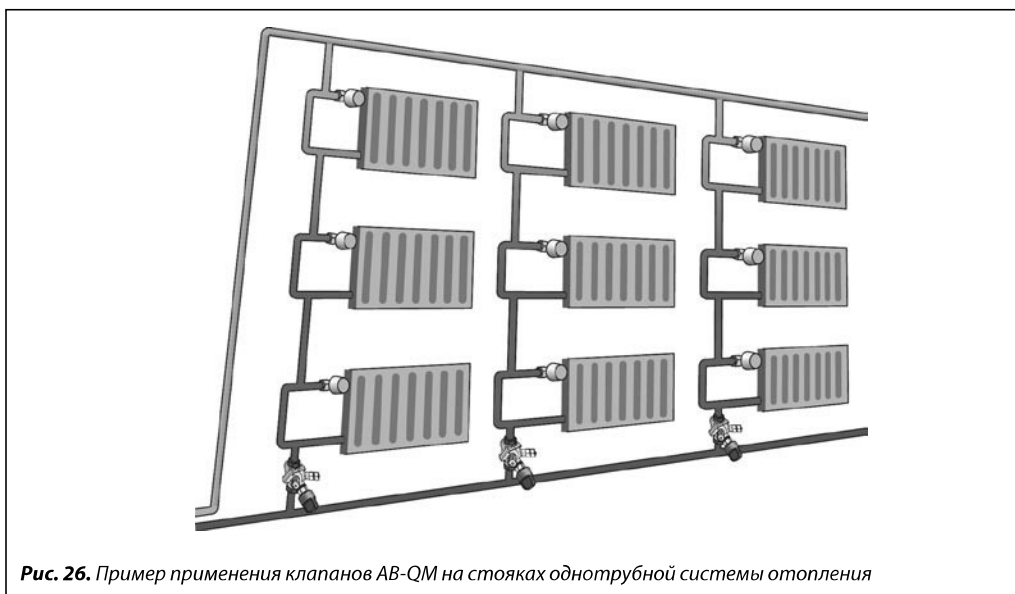 Рис. 26. Пример применения клапанов AB-QM на стояках однотрубной системы отопления